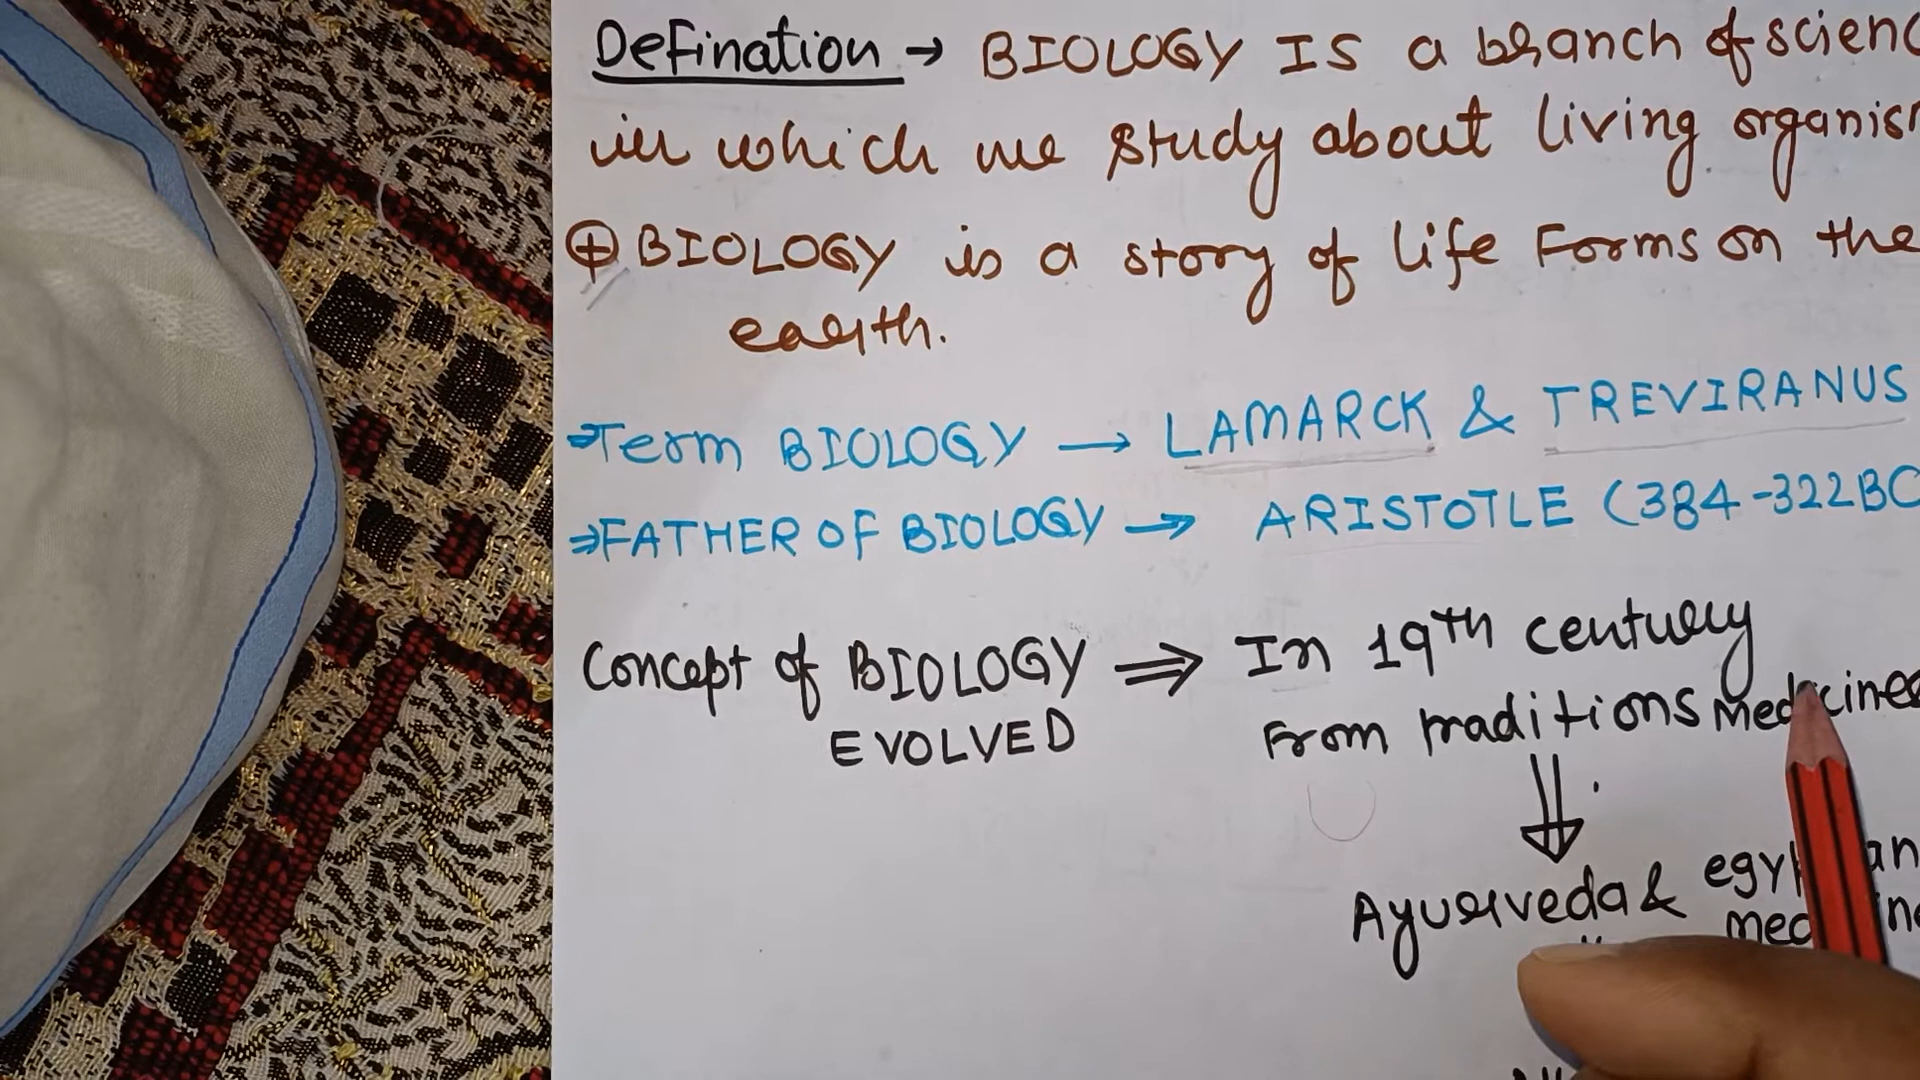 Defination → BIOLOGY IS a branch of scienc
in which we study about living organis
⊕ BIOLOGY is a story of life Forms on the
earth.
⇒Term BIOLOGY → LAMARCK & TREVIRANUS
⇒FATHER OF BIOLOGY → ARISTOTLE (384-322BC
Concept of BIOLOGY ⇒ In 19th century
EVOLVED From traditions medicines
Ayurveda &